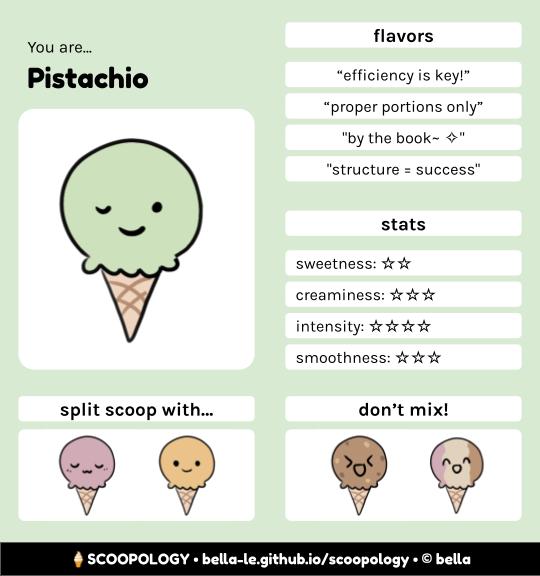 You are...
Pistachio
flavors
“efficiency is key!”
“proper portions only”
"by the book~ ✧"
"structure = success"
stats
sweetness: ☆☆
creaminess: ☆☆☆
intensity: ☆☆☆☆
smoothness: ☆☆☆
split scoop with...
don’t mix!
🍦SCOOPOLOGY • bella-le.github.io/scoopology • © bella